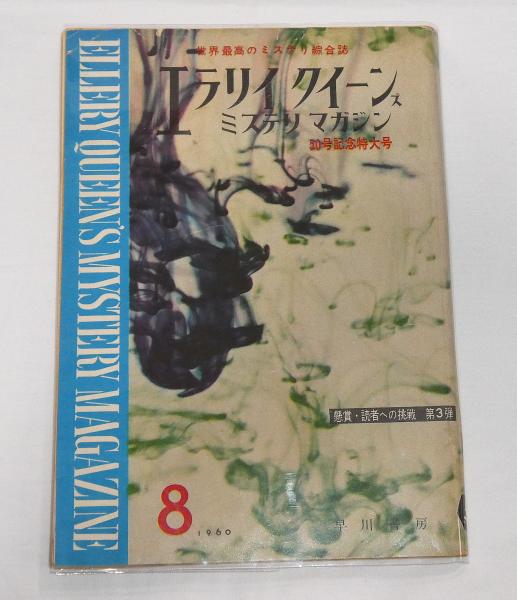 世界最高のミステリ綜合誌
エラリイ クイーンズ
ミステリ マガジン
50号記念特大号
ELLERY QUEEN'S MYSTERY MAGAZINE
懸賞・読者への挑戦 第3弾
8
1960
早川書房